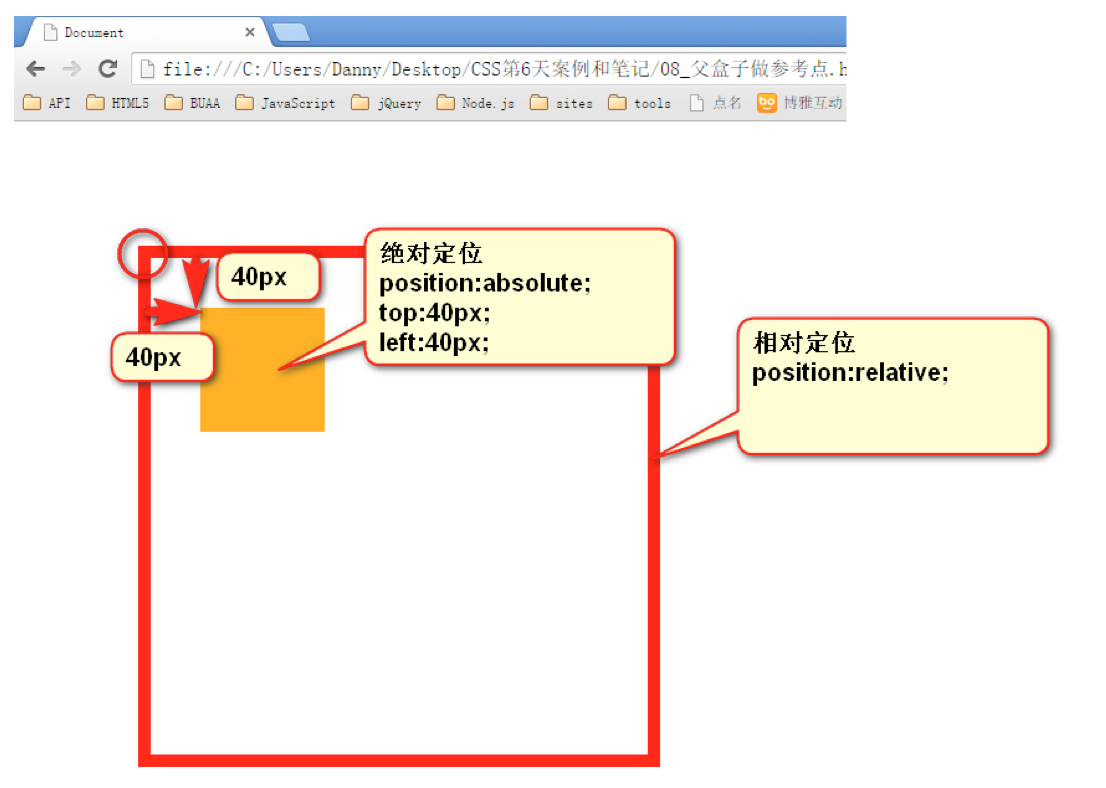 Document
file:///C:/Users/Danny/Desktop/CSS第6天案例和笔记/08_父盒子做参考点.h
API HTML5 BUAA JavaScript jQuery Node.js sites tools 点名 bo 博雅互动
绝对定位
position:absolute;
top:40px;
left:40px;
40px
40px
相对定位
position:relative;